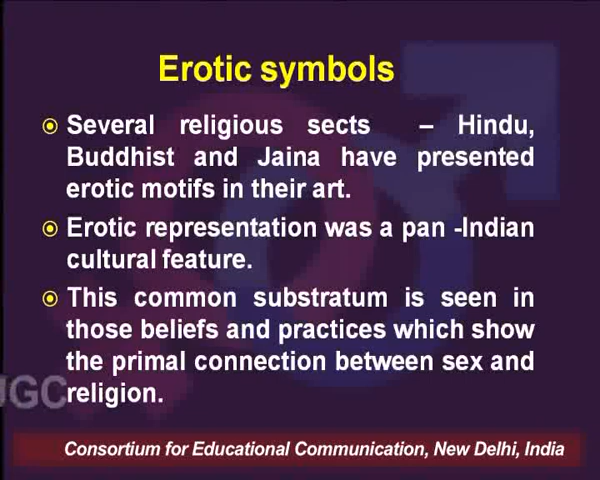 Erotic symbols
Several religious sects – Hindu,
Buddhist and Jaina have presented
erotic motifs in their art.
Erotic representation was a pan -Indian
cultural feature.
This common substratum is seen in
those beliefs and practices which show
the primal connection between sex and
UGC religion.
Consortium for Educational Communication, New Delhi, India